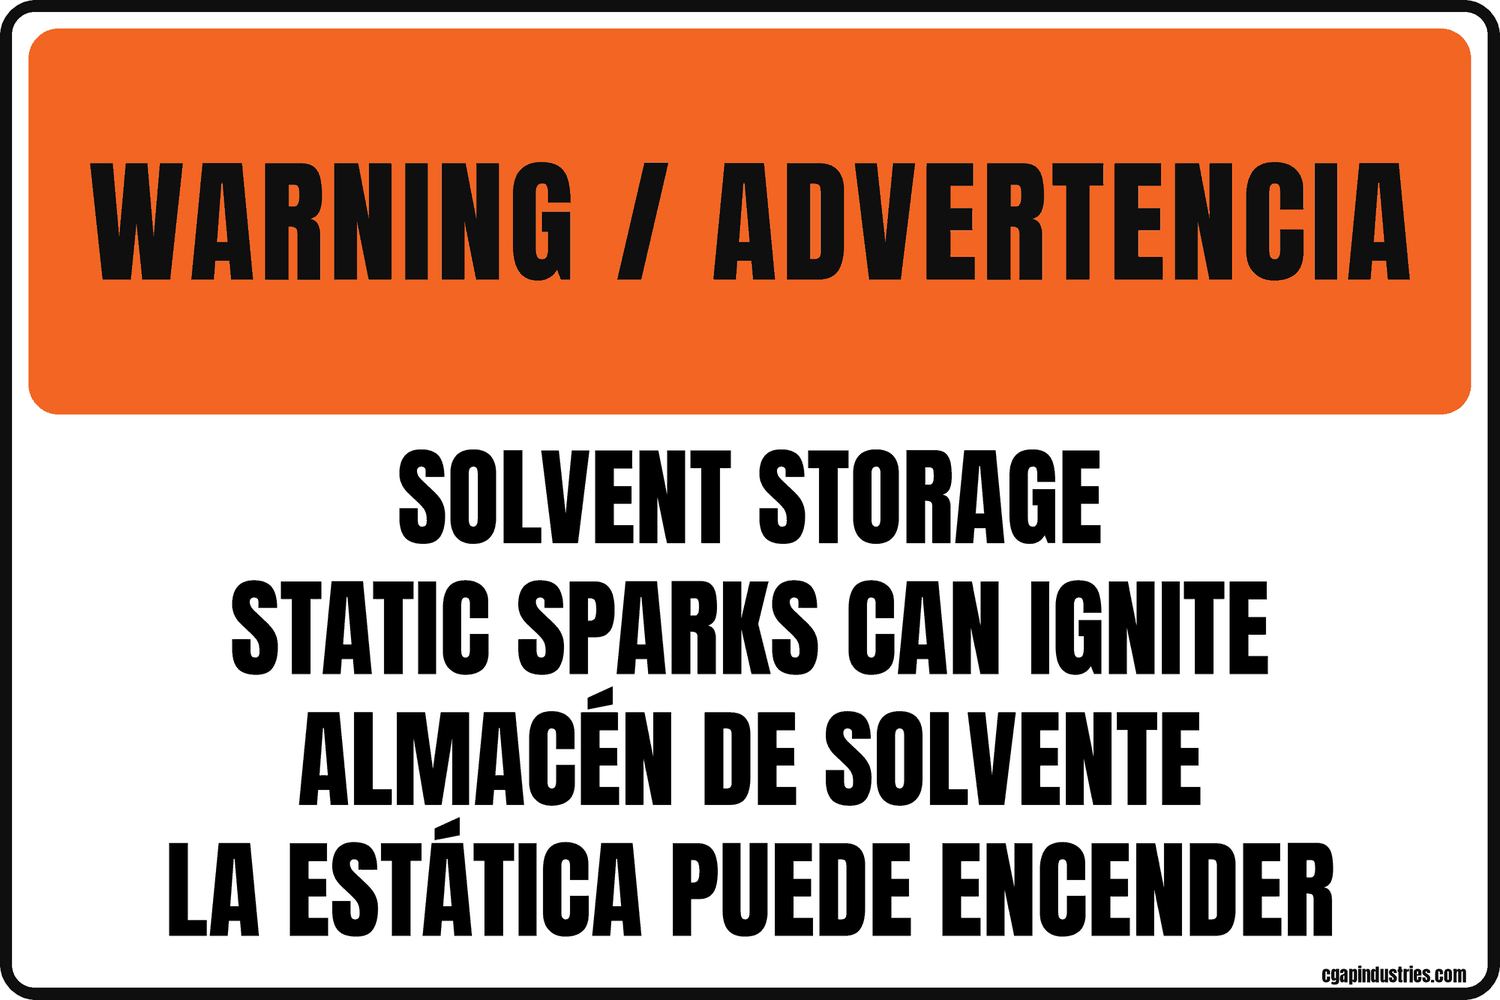 WARNING / ADVERTENCIA
SOLVENT STORAGE
STATIC SPARKS CAN IGNITE
ALMACÉN DE SOLVENTE
LA ESTÁTICA PUEDE ENCENDER
cgapindustries.com